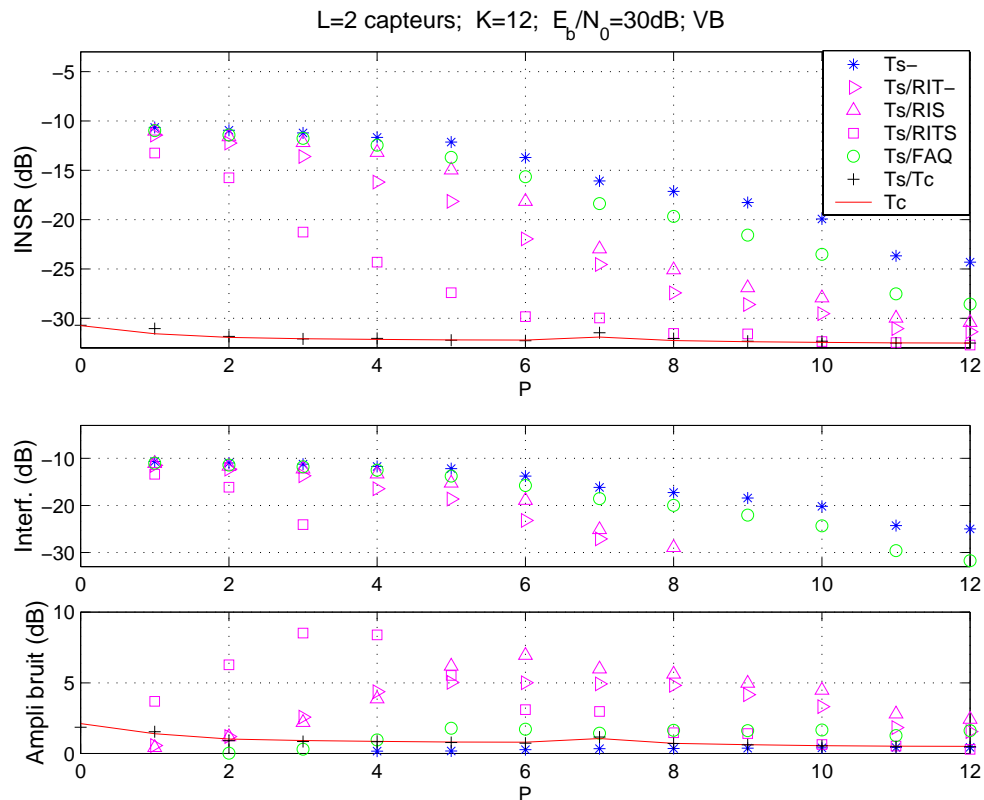 L=2 capteurs;  K=12;  E_b/N_0=30dB; VB
−5
−10
−15
−20
−25
−30
INSR (dB)
0 2 4 6 8 10 12
P
Ts−
Ts/RIT−
Ts/RIS
Ts/RITS
Ts/FAQ
Ts/Tc
Tc
−10
−20
−30
Interf. (dB)
0 2 4 6 8 10 12
10
5
0
Ampli bruit (dB)
0 2 4 6 8 10 12
P